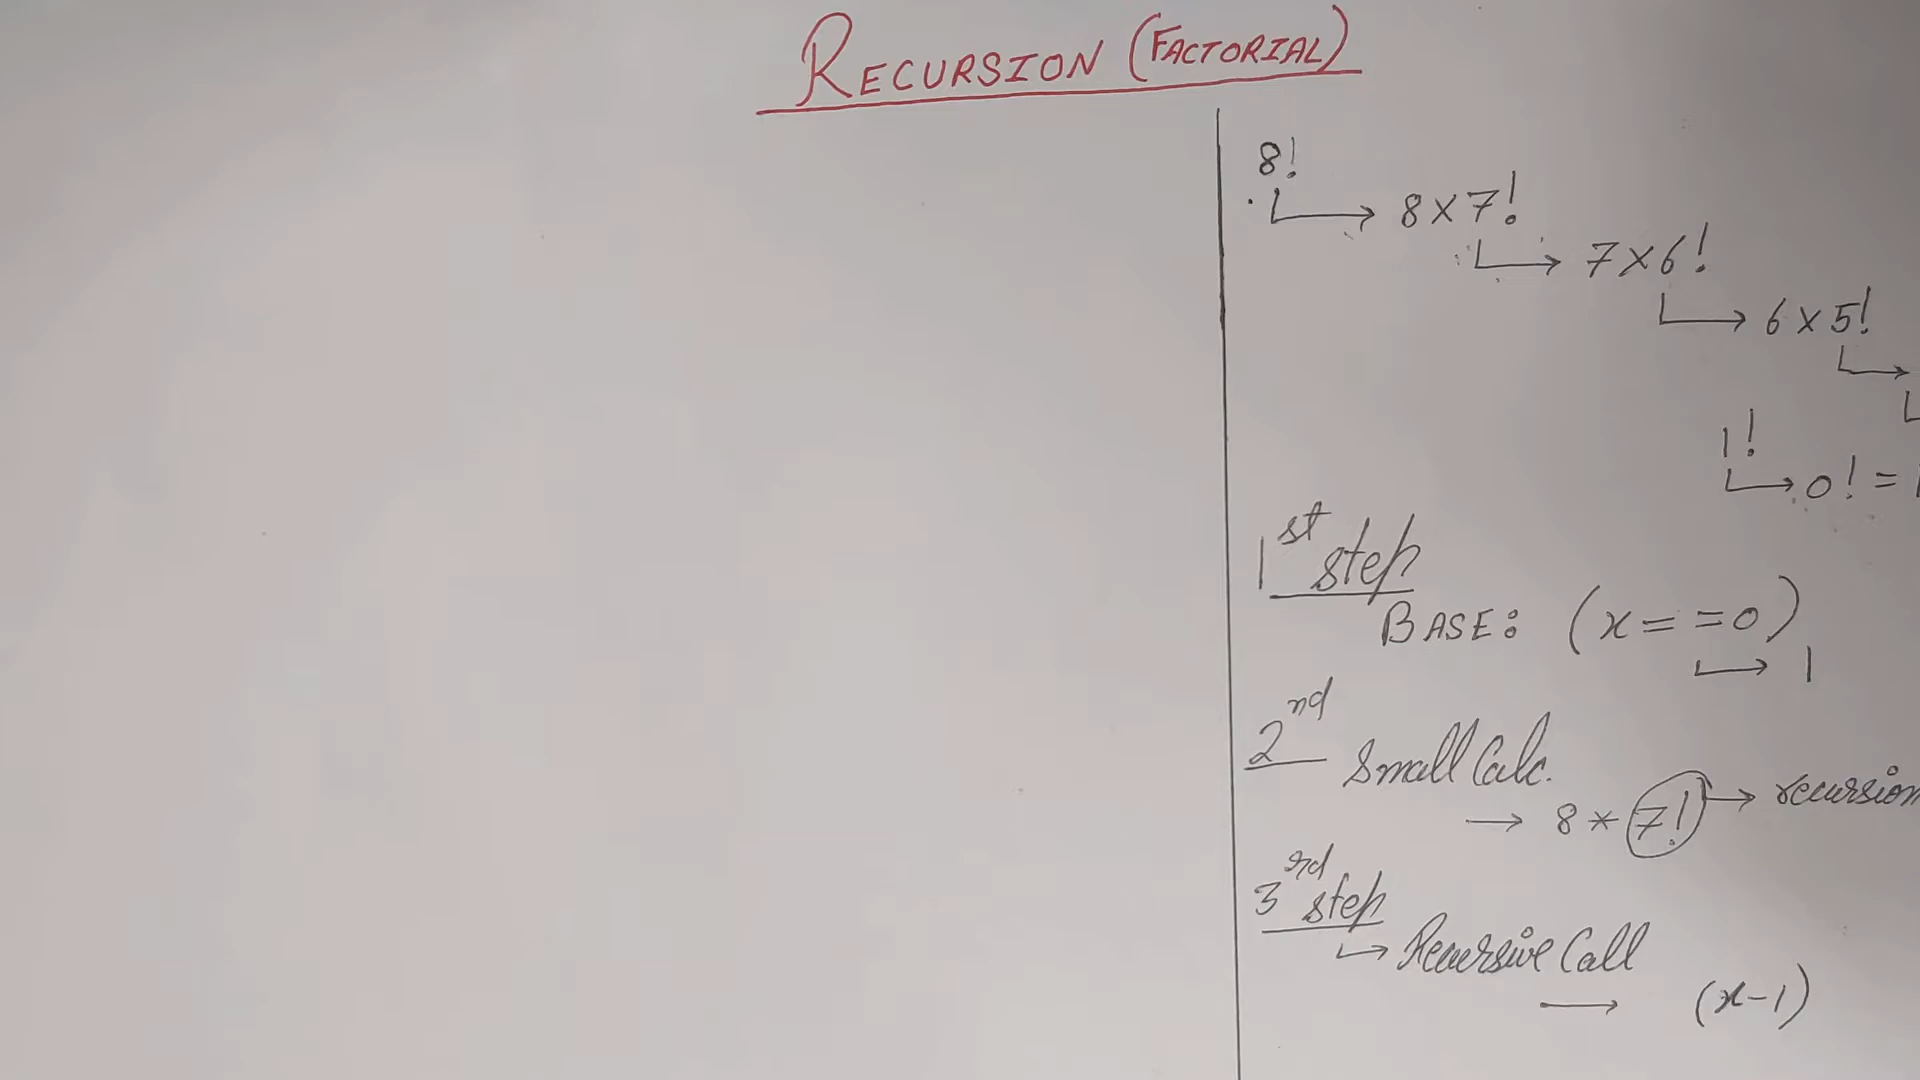 RECURSION (FACTORIAL)
8!
8 x 7!
7 x 6!
6 x 5!
1!
0! =
1st step
BASE: (x = = 0)
1
2nd Small Calc.
8 * 7! → recursion
3rd step
Recursive Call
(x-1)